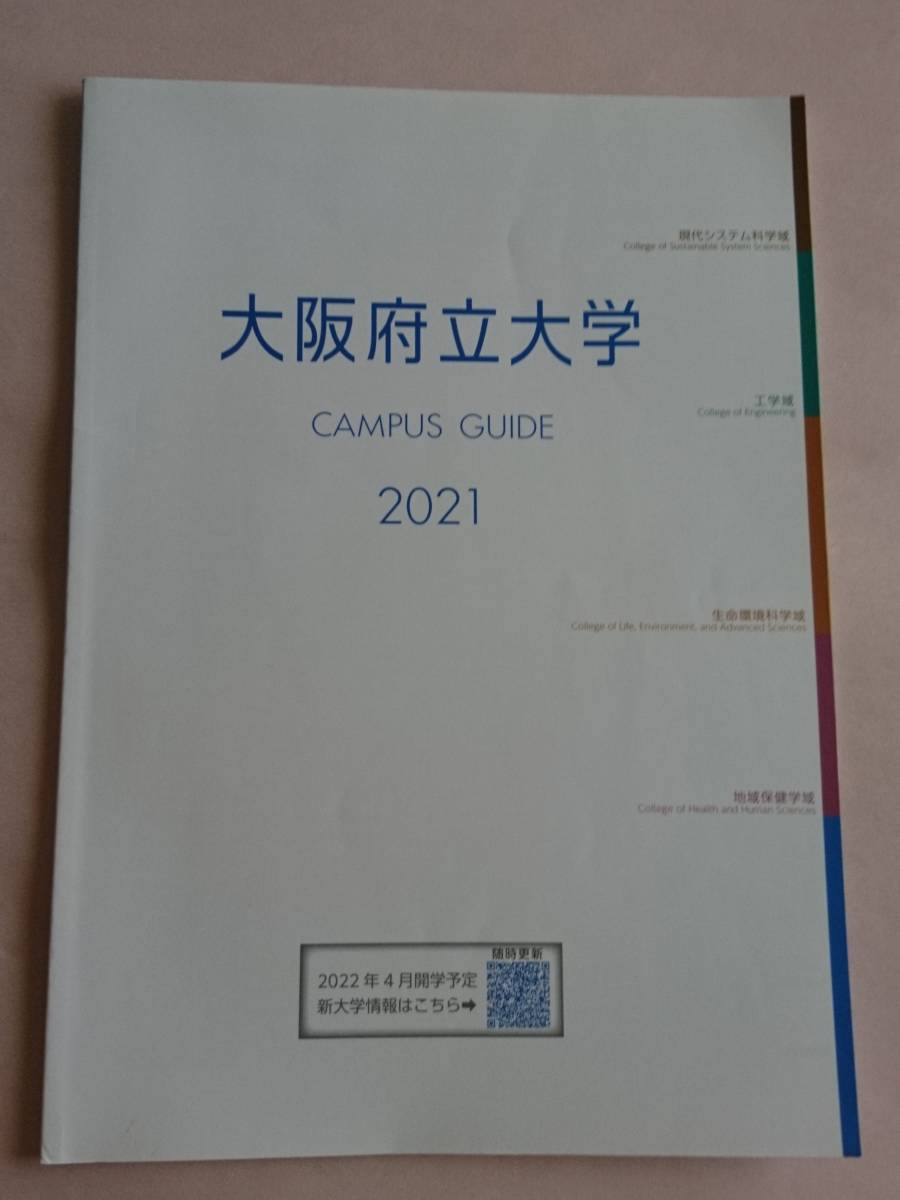 現代システム科学域
College of Sustainable System Sciences
大阪府立大学
工学域
College of Engineering
CAMPUS GUIDE
2021
生命環境科学域
College of Life, Environment, and Advanced Sciences
地域保健学域
College of Health and Human Sciences
随時更新
2022年4月開学予定
新大学情報はこちら➡